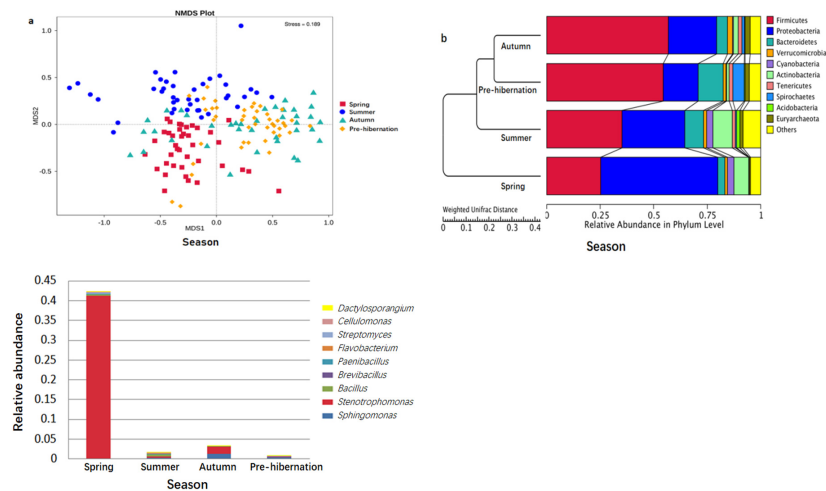 a
NMDS Plot
Stress = 0.189
1.0
0.5
0.0
-0.5
MDS2
-1.0
-0.5
0.0
0.5
1.0
MDS1
Season
Spring
Summer
Autumn
Pre-hibernation
b
Autumn
Pre-hibernation
Summer
Spring
Weighted Unifrac Distance
0 0.1 0.2 0.3 0.4
0 0.25 0.5 0.75 1
Relative Abundance in Phylum Level
Season
Firmicutes
Proteobacteria
Bacteroidetes
Verrucomicrobia
Cyanobacteria
Actinobacteria
Tenericutes
Spirochaetes
Acidobacteria
Euryarchaeota
Others
0.45
0.4
0.35
0.3
0.25
0.2
0.15
0.1
0.05
0
Relative abundance
Spring Summer Autumn Pre-hibernation
Season
Dactylosporangium
Cellulomonas
Streptomyces
Flavobacterium
Paenibacillus
Brevibacillus
Bacillus
Stenotrophomonas
Sphingomonas